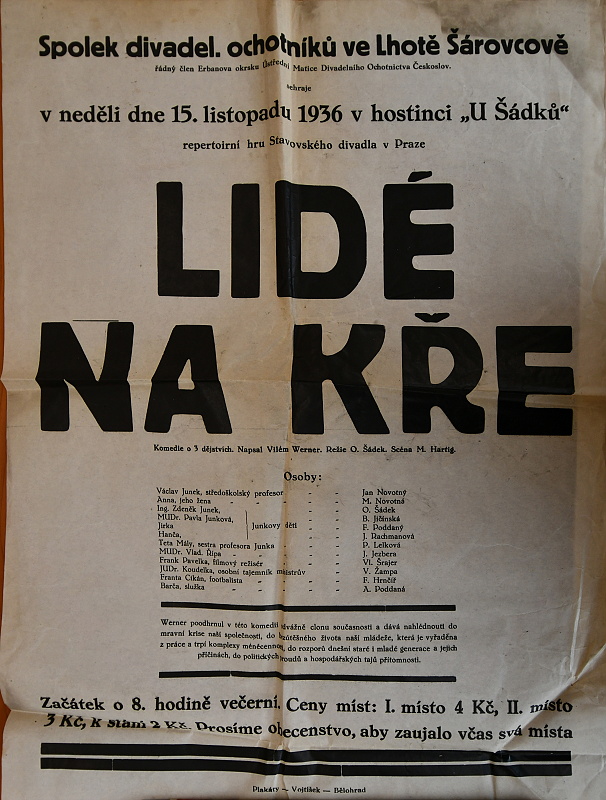 Spolek divadel. ochotníků ve Lhotě Šárovcově
řádný člen Erbanova okrsku Ústřední Matice Divadelního Ochotnictva Českoslov.
sehraje
v neděli dne 15. listopadu 1936 v hostinci „U Šádků“
repertoirní hru Stavovského divadla v Praze
LIDÉ
NA KŘE
Komedie o 3 dějstvích. Napsal Vilém Werner. Režie O. Šádek. Scéna M. Hartig.
Osoby:
Václav Junek, středoškolský profesor - - Jan Novotný
Anna, jeho žena - - - M. Novotná
Ing. Zdeněk Junek, O. Šádek
MUDr. Pavla Junková, B. Jičínská
Jirka Junkovy děti - - F. Poddaný
Hanča, J. Rachmanová
Teta Mály, sestra profesora Junka - - - P. Lelková
MUDr. Vlad. Řípa - - - J. Jezbera
Frank Pavelka, filmový režisér - - Vl. Šrajer
JUDr. Koudelka, osobní tajemník ministrův - V. Žampa
Franta Cikán, footballista - - - F. Hrnčíř
Barča, služka - - - A. Poddaná
Werner poodhrnul v této komedii odvážně clonu současnosti a dává nahlédnouti do
mravní krise naší společnosti, do bezútěšného života naší mládeže, která je vyřaděna
z práce a trpí komplexy méněcennosti, do rozporů dnešní staré i mladé generace a jejich
příčinách, do politických proudů a hospodářských tajů přítomnosti.
Začátek o 8. hodině večerní. Ceny míst: I. místo 4 Kč, II. místo
3 Kč, k stání 2 Kč. Prosíme obecenstvo, aby zaujalo včas svá místa
Plakáty — Vojtíšek — Bělohrad